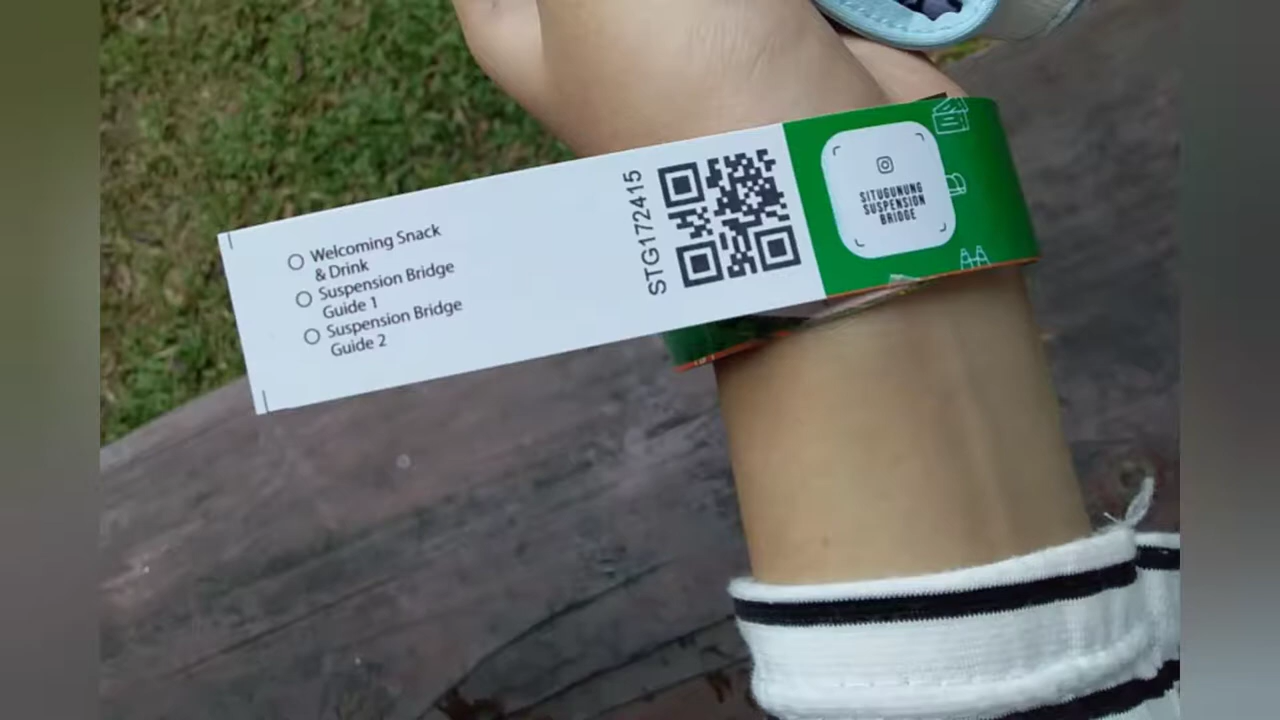 Welcoming Snack
& Drink
Suspension Bridge
Guide 1
Suspension Bridge
Guide 2
STG172415
SITUGUNUNG
SUSPENSION
BRIDGE